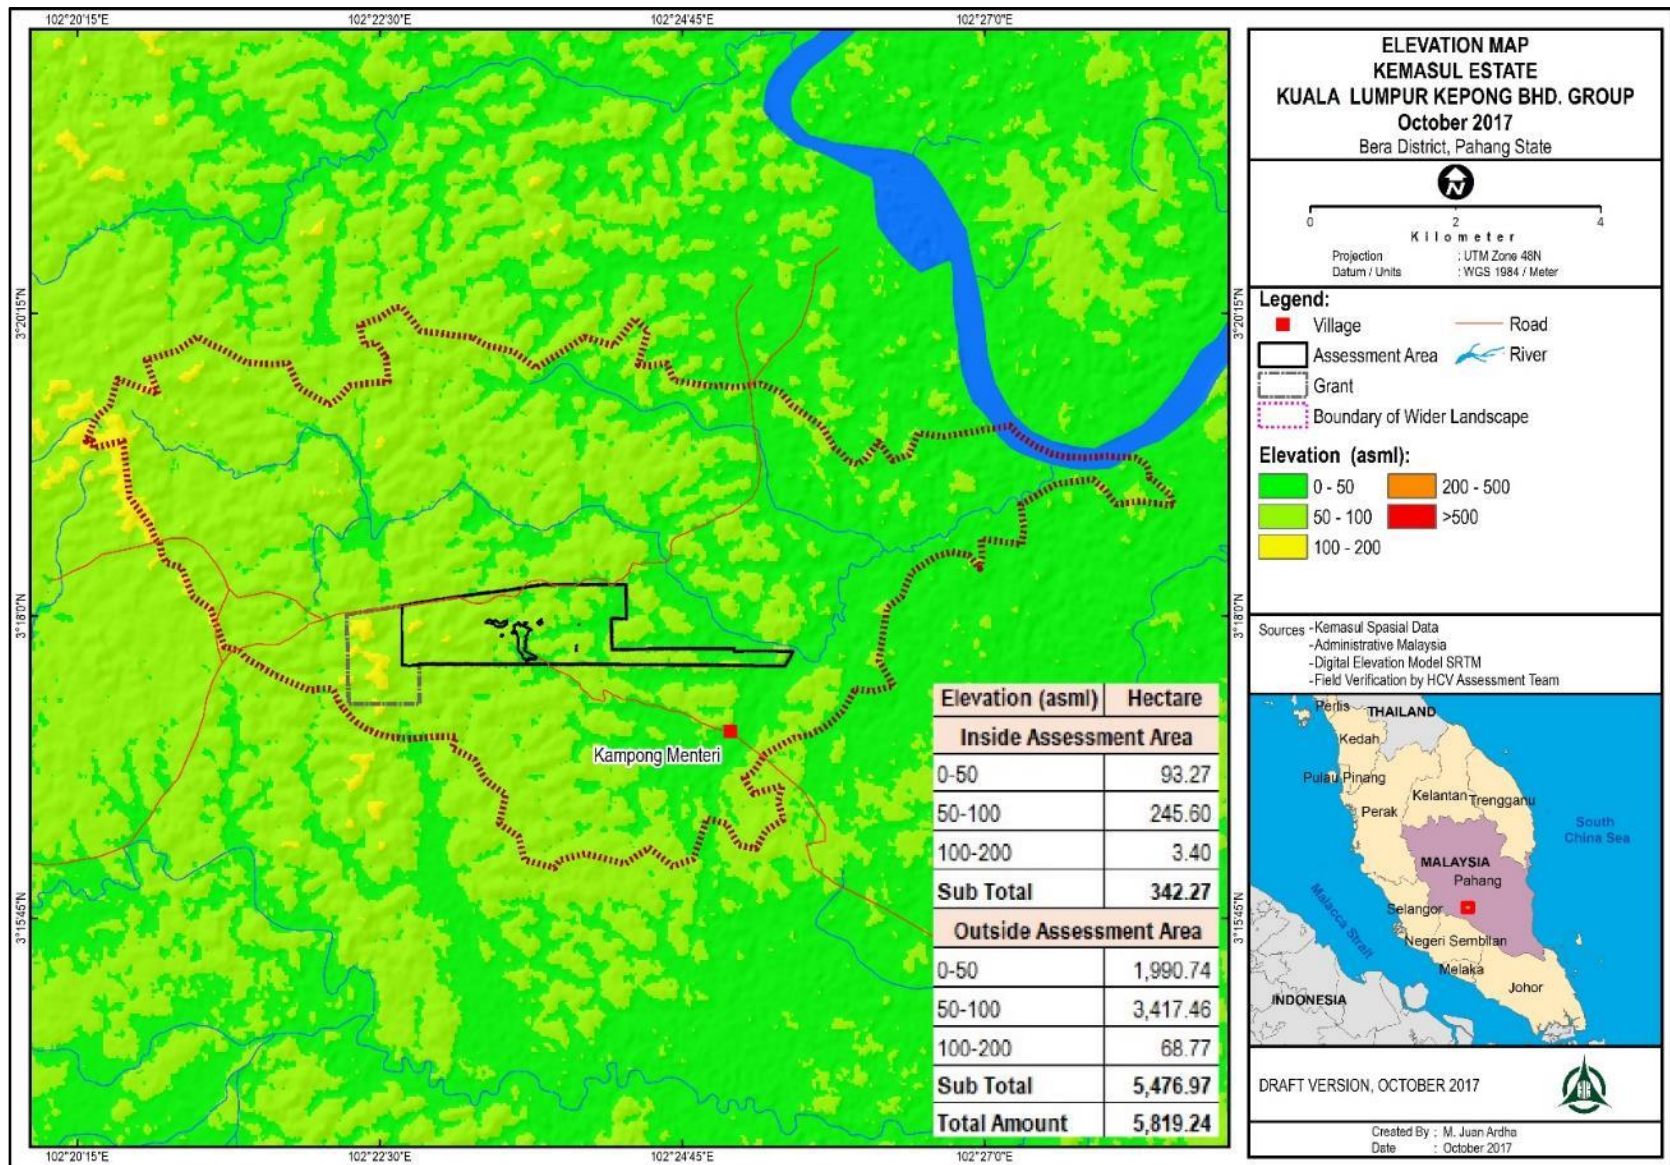 102°20'15"E 102°22'30"E 102°24'45"E 102°27'0"E
3°20'15"N 3°20'15"N
3°18'0"N 3°18'0"N
3°15'45"N 3°15'45"N
Kampong Menteri
Elevation (asml) Hectare
Inside Assessment Area
0-50 93.27
50-100 245.60
100-200 3.40
Sub Total 342.27
Outside Assessment Area
0-50 1,990.74
50-100 3,417.46
100-200 68.77
Sub Total 5,476.97
Total Amount 5,819.24
102°20'15"E 102°22'30"E 102°24'45"E 102°27'0"E
ELEVATION MAP
KEMASUL ESTATE
KUALA LUMPUR KEPONG BHD. GROUP
October 2017
Bera District, Pahang State
N
0 2 4
Kilometer
Projection : UTM Zone 48N
Datum / Units : WGS 1984 / Meter
Legend:
Village Road
Assessment Area River
Grant
Boundary of Wider Landscape
Elevation (asml):
0 - 50 200 - 500
50 - 100 >500
100 - 200
Sources -Kemasul Spasial Data
-Administrative Malaysia
-Digital Elevation Model SRTM
-Field Verification by HCV Assessment Team
Perlis THAILAND
Kedah
Pulau Pinang
Kelantan Trengganu
Perak
South
China Sea
MALAYSIA
Pahang
Selangor
Malacca Strait
Negeri Sembilan
Melaka
Johor
INDONESIA
DRAFT VERSION, OCTOBER 2017
Created By : M. Juan Ardha
Date : October 2017